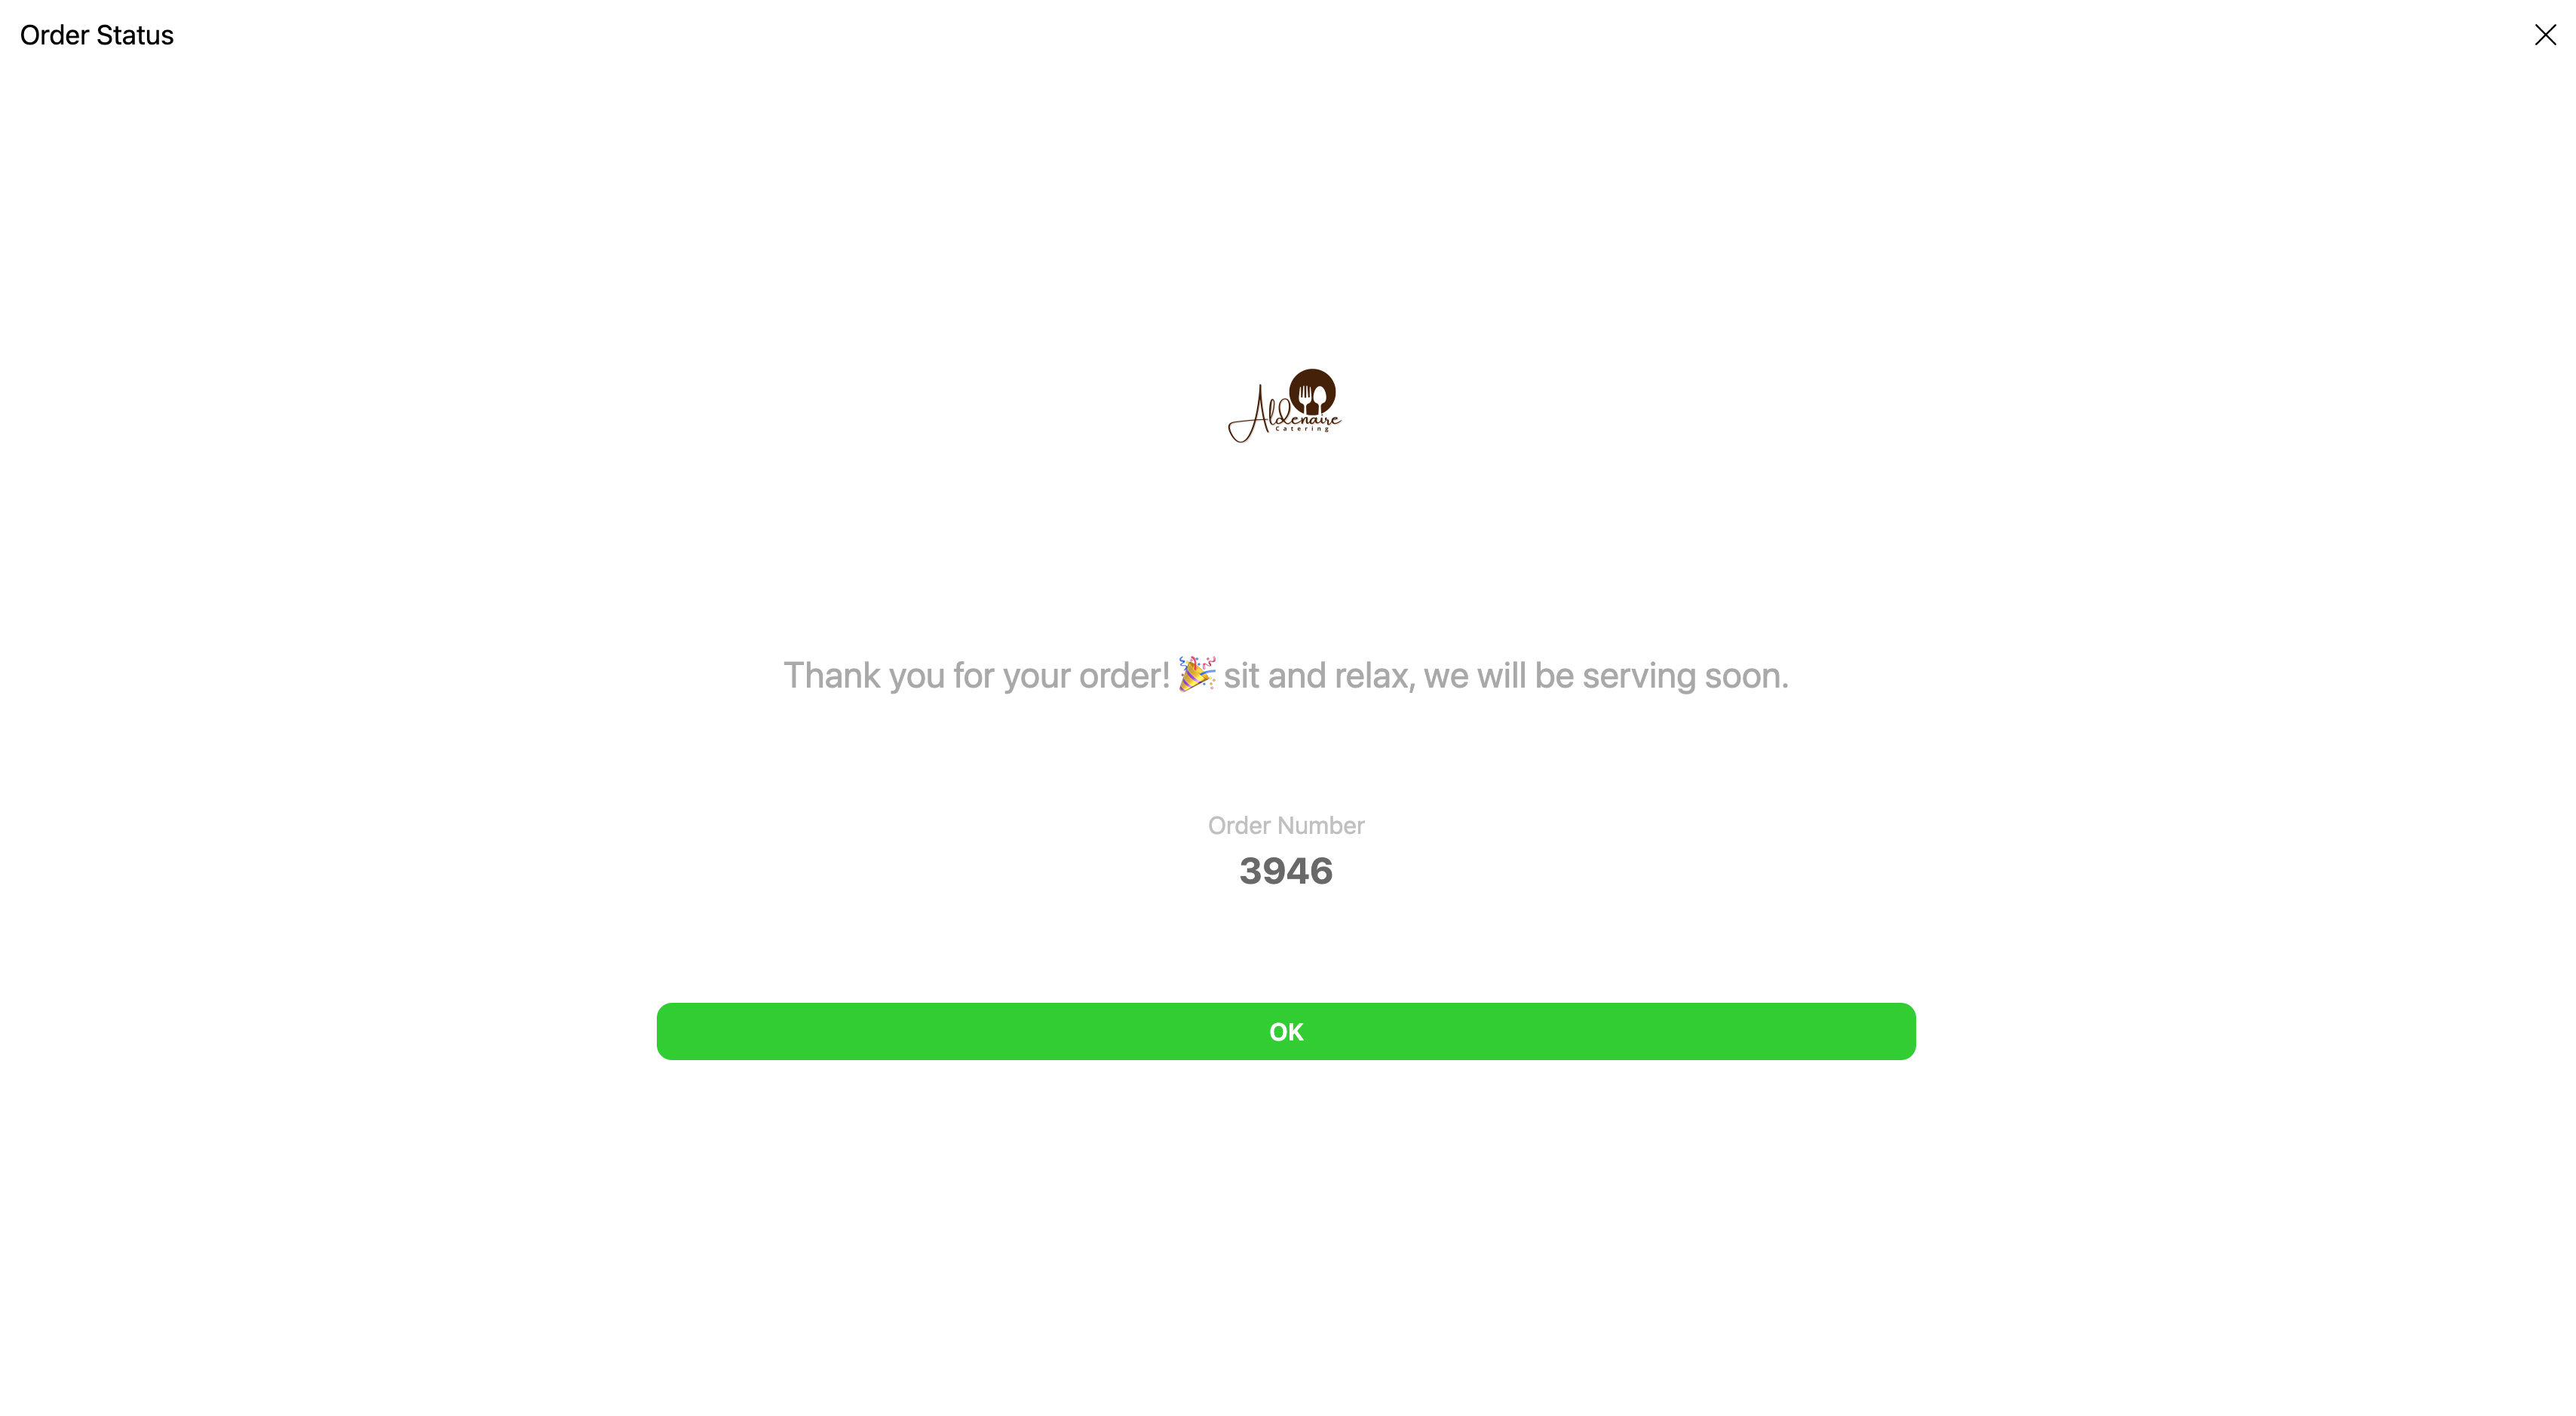 Order Status
Aldenaire
Catering
Thank you for your order! 🎉 sit and relax, we will be serving soon.
Order Number
3946
OK